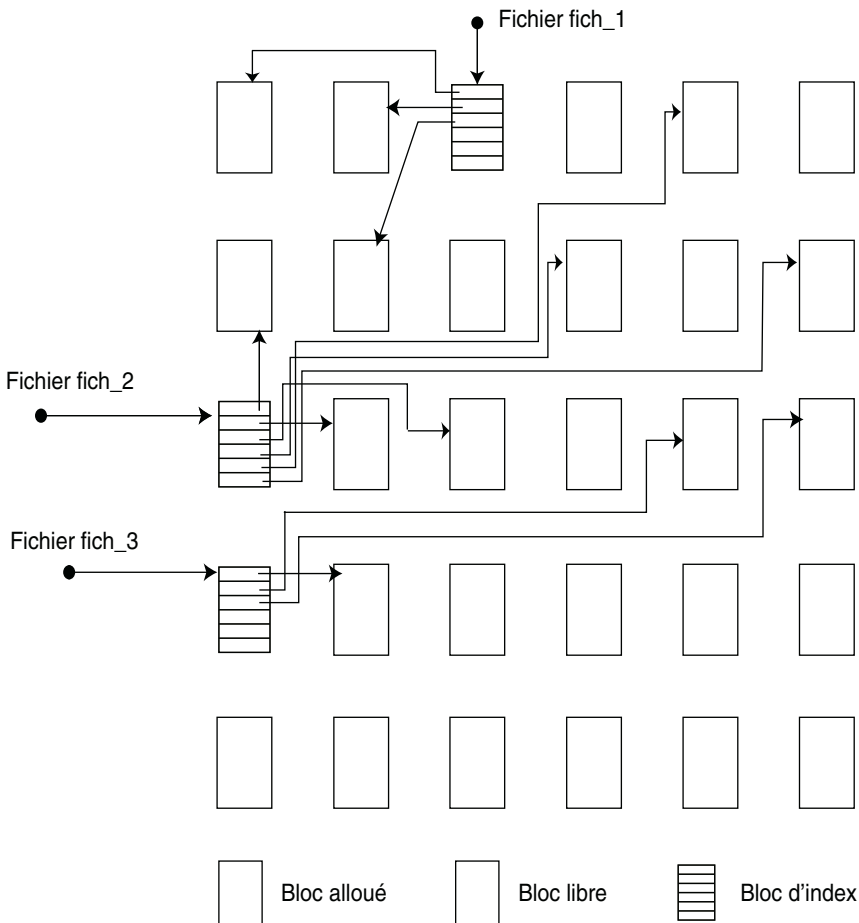 Fichier fich_1
Fichier fich_2
Fichier fich_3
Bloc alloué
Bloc libre
Bloc d'index